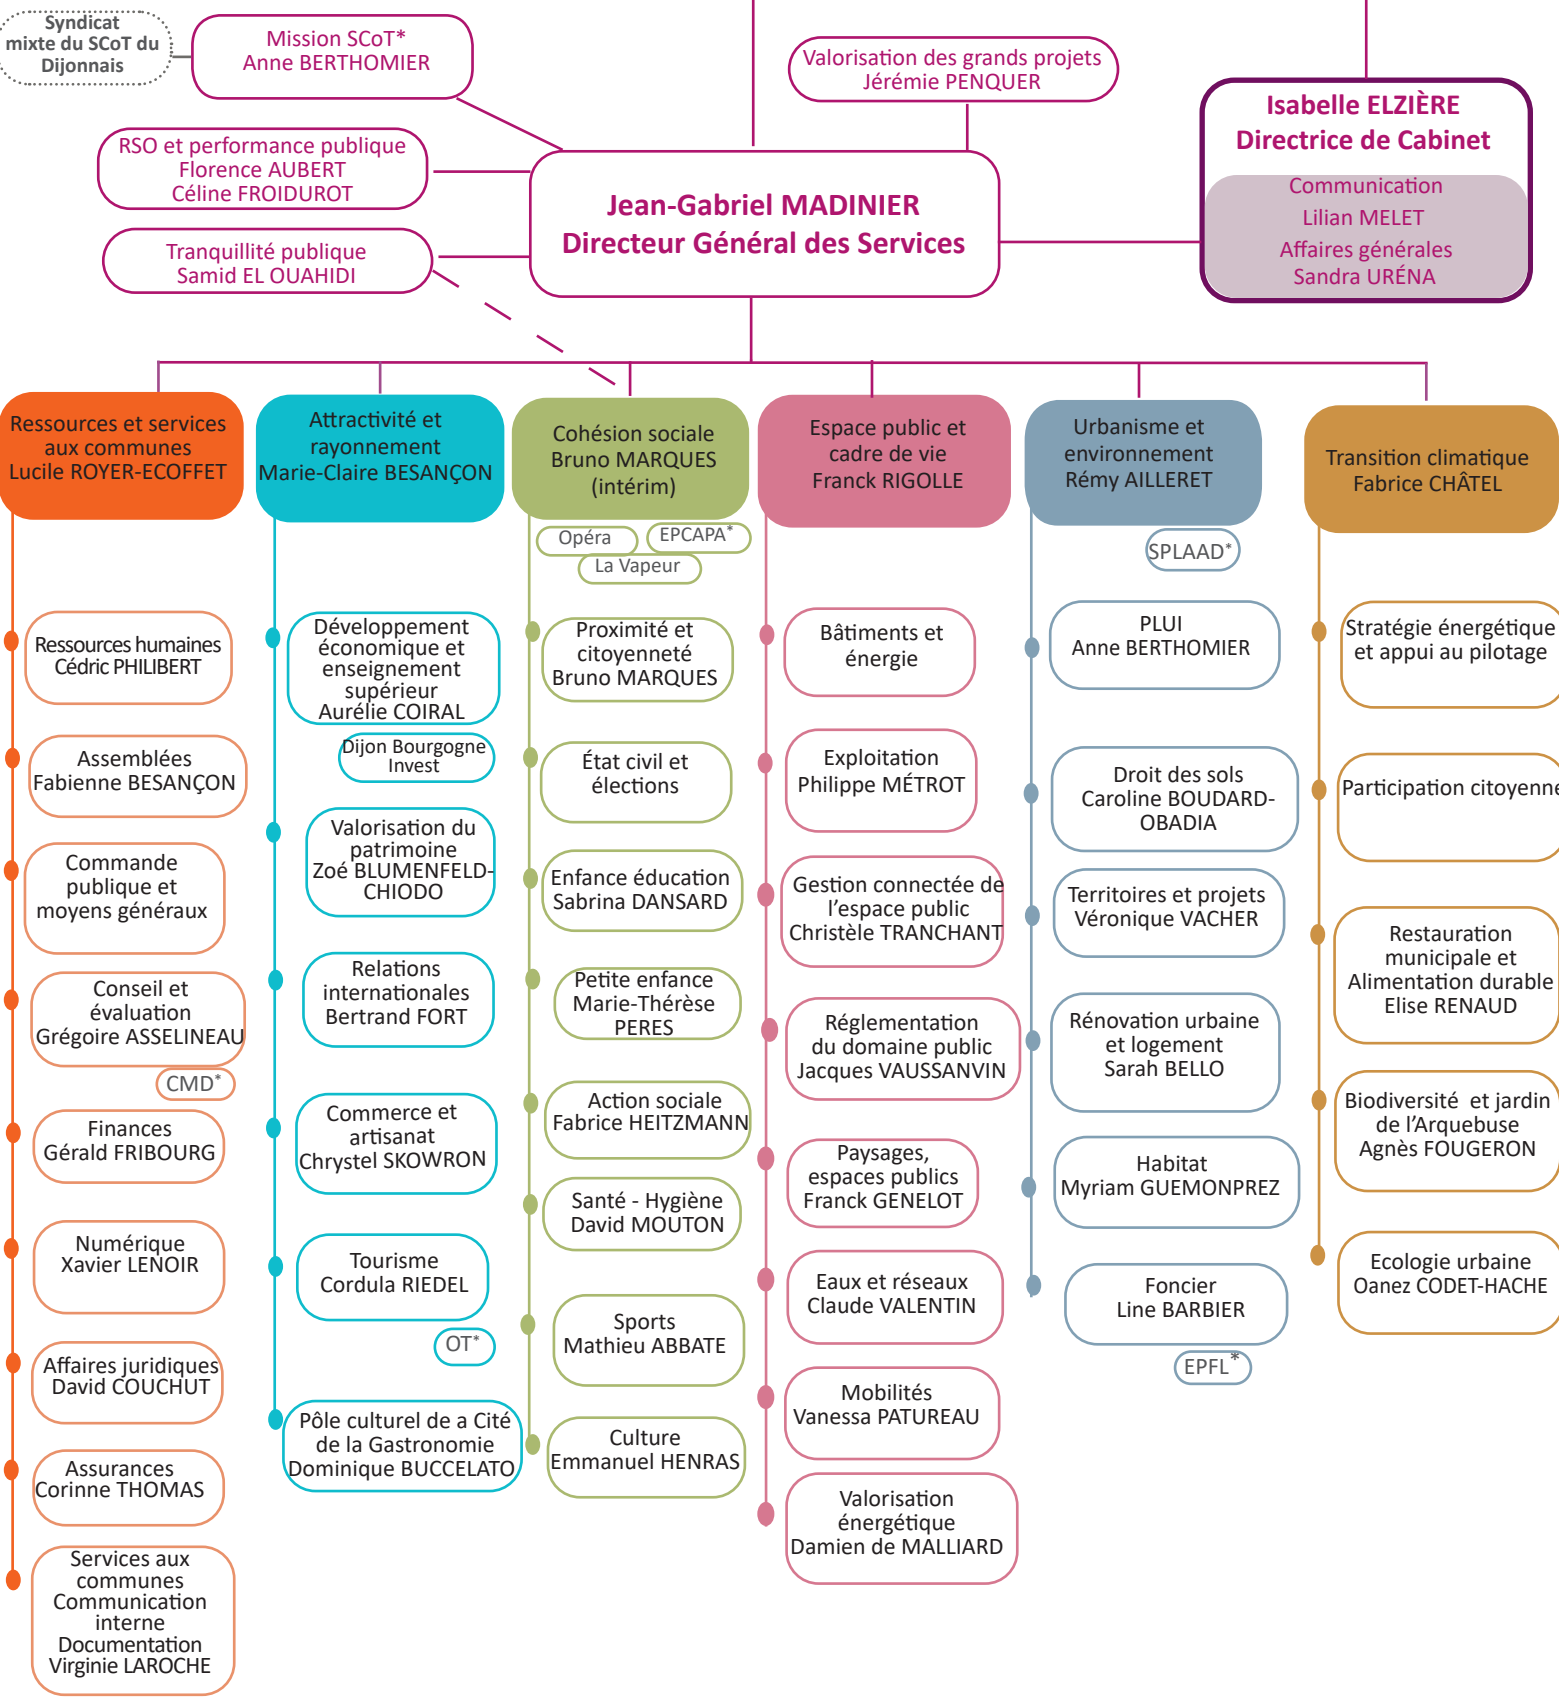 Syndicat
mixte du SCoT du
Dijonnais
Mission SCoT*
Anne BERTHOMIER
Valorisation des grands projets
Jérémie PENQUER
Isabelle ELZIÈRE
Directrice de Cabinet
Communication
Lilian MELET
Affaires générales
Sandra URÉNA
RSO et performance publique
Florence AUBERT
Céline FROIDUROT
Jean-Gabriel MADINIER
Directeur Général des Services
Tranquillité publique
Samid EL OUAHIDI
Ressources et services
aux communes
Lucile ROYER-ECOFFET
Ressources humaines
Cédric PHILIBERT
Assemblées
Fabienne BESANÇON
Commande
publique et
moyens généraux
Conseil et
évaluation
Grégoire ASSELINEAU
CMD*
Finances
Gérald FRIBOURG
Numérique
Xavier LENOIR
Affaires juridiques
David COUCHUT
Assurances
Corinne THOMAS
Services aux
communes
Communication
interne
Documentation
Virginie LAROCHE
Attractivité et
rayonnement
Marie-Claire BESANÇON
Développement
économique et
enseignement
supérieur
Aurélie COIRAL
Dijon Bourgogne
Invest
Valorisation du
patrimoine
Zoé BLUMENFELD-
CHIODO
Relations
internationales
Bertrand FORT
Commerce et
artisanat
Chrystel SKOWRON
Tourisme
Cordula RIEDEL
OT*
Pôle culturel de a Cité
de la Gastronomie
Dominique BUCCELATO
Cohésion sociale
Bruno MARQUES
(intérim)
Opéra
EPCAPA*
La Vapeur
Proximité et
citoyenneté
Bruno MARQUES
État civil et
élections
Enfance éducation
Sabrina DANSARD
Petite enfance
Marie-Thérèse
PERES
Action sociale
Fabrice HEITZMANN
Santé - Hygiène
David MOUTON
Sports
Mathieu ABBATE
Culture
Emmanuel HENRAS
Espace public et
cadre de vie
Franck RIGOLLE
Bâtiments et
énergie
Exploitation
Philippe MÉTROT
Gestion connectée de
l’espace public
Christèle TRANCHANT
Réglementation
du domaine public
Jacques VAUSSANVIN
Paysages,
espaces publics
Franck GENELOT
Eaux et réseaux
Claude VALENTIN
Mobilités
Vanessa PATUREAU
Valorisation
énergétique
Damien de MALLIARD
Urbanisme et
environnement
Rémy AILLERET
SPLAAD*
PLUI
Anne BERTHOMIER
Droit des sols
Caroline BOUDARD-
OBADIA
Territoires et projets
Véronique VACHER
Rénovation urbaine
et logement
Sarah BELLO
Habitat
Myriam GUEMONPREZ
Foncier
Line BARBIER
EPFL*
Transition climatique
Fabrice CHÂTEL
Stratégie énergétique
et appui au pilotage
Participation citoyenne
Restauration
municipale et
Alimentation durable
Elise RENAUD
Biodiversité et jardin
de l’Arquebuse
Agnès FOUGERON
Ecologie urbaine
Oanez CODET-HACHE